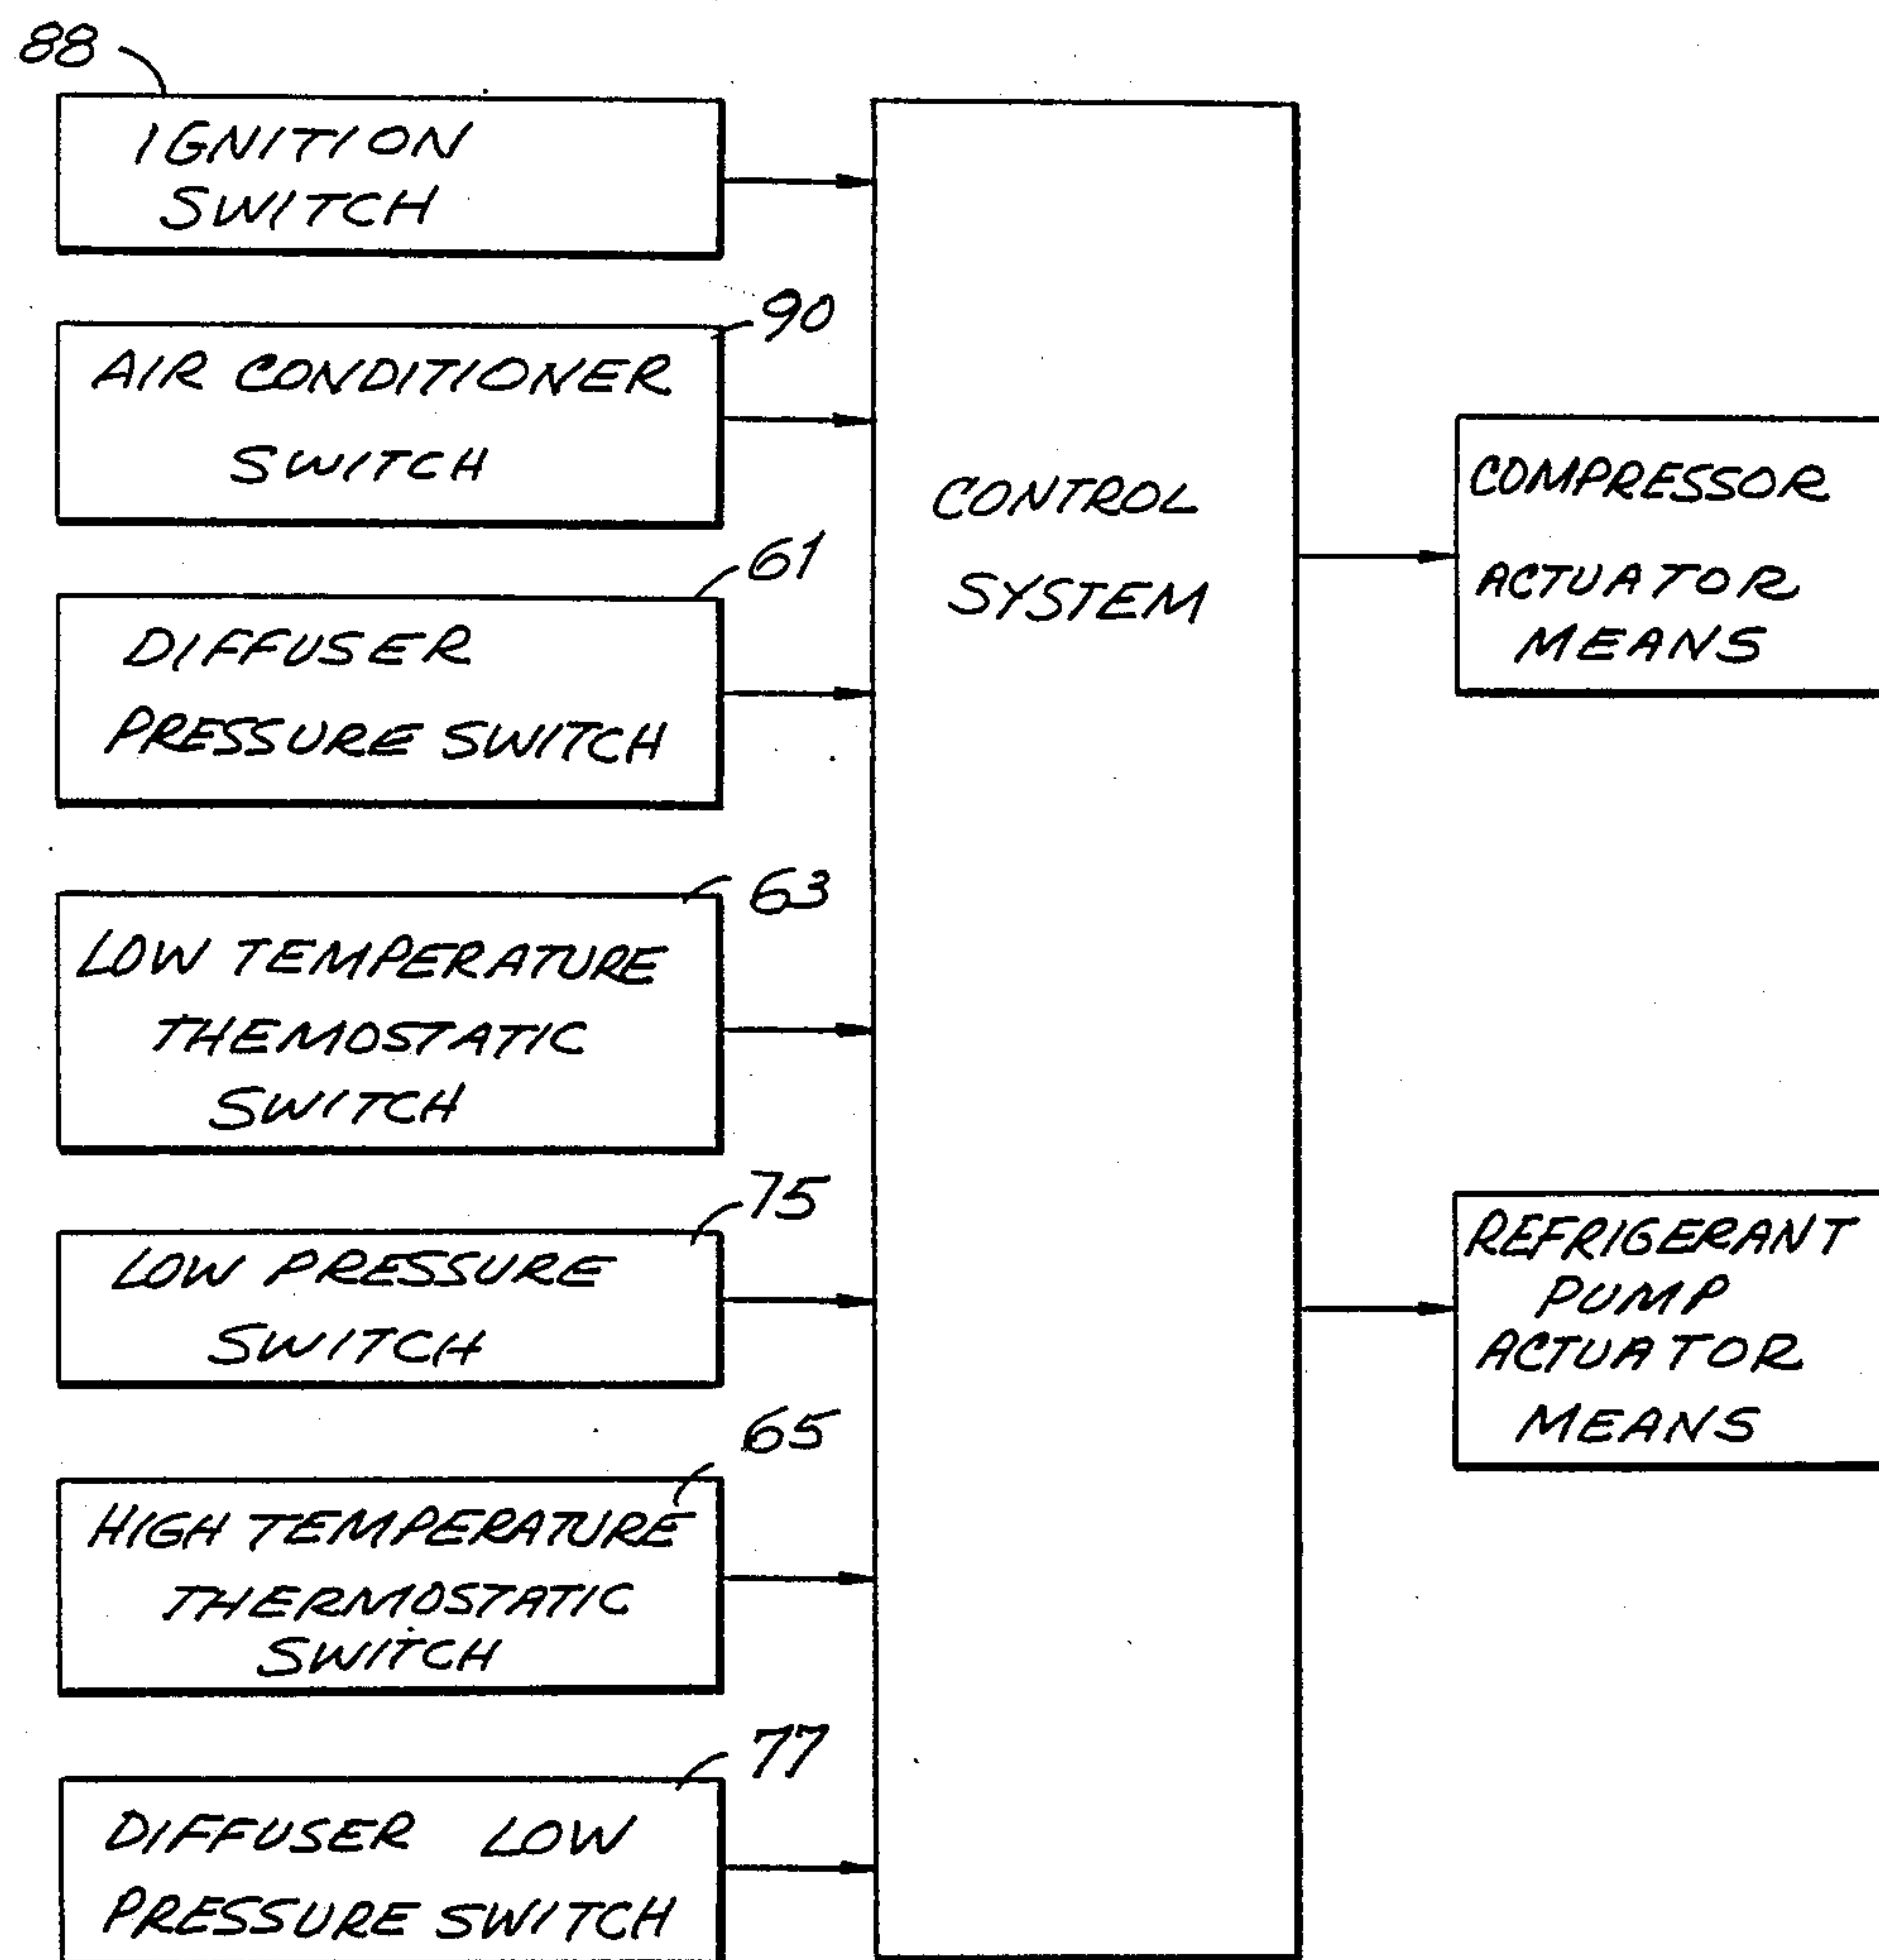 88
IGNITION
SWITCH
90
AIR CONDITIONER
SWITCH
61
DIFFUSER
PRESSURE SWITCH
63
LOW TEMPERATURE
THEMOSTATIC
SWITCH
75
LOW PRESSURE
SWITCH
65
HIGH TEMPERATURE
THERMOSTATIC
SWITCH
77
DIFFUSER LOW
PRESSURE SWITCH
CONTROL
SYSTEM
COMPRESSOR
ACTUATOR
MEANS
REFRIGERANT
PUMP
ACTUATOR
MEANS